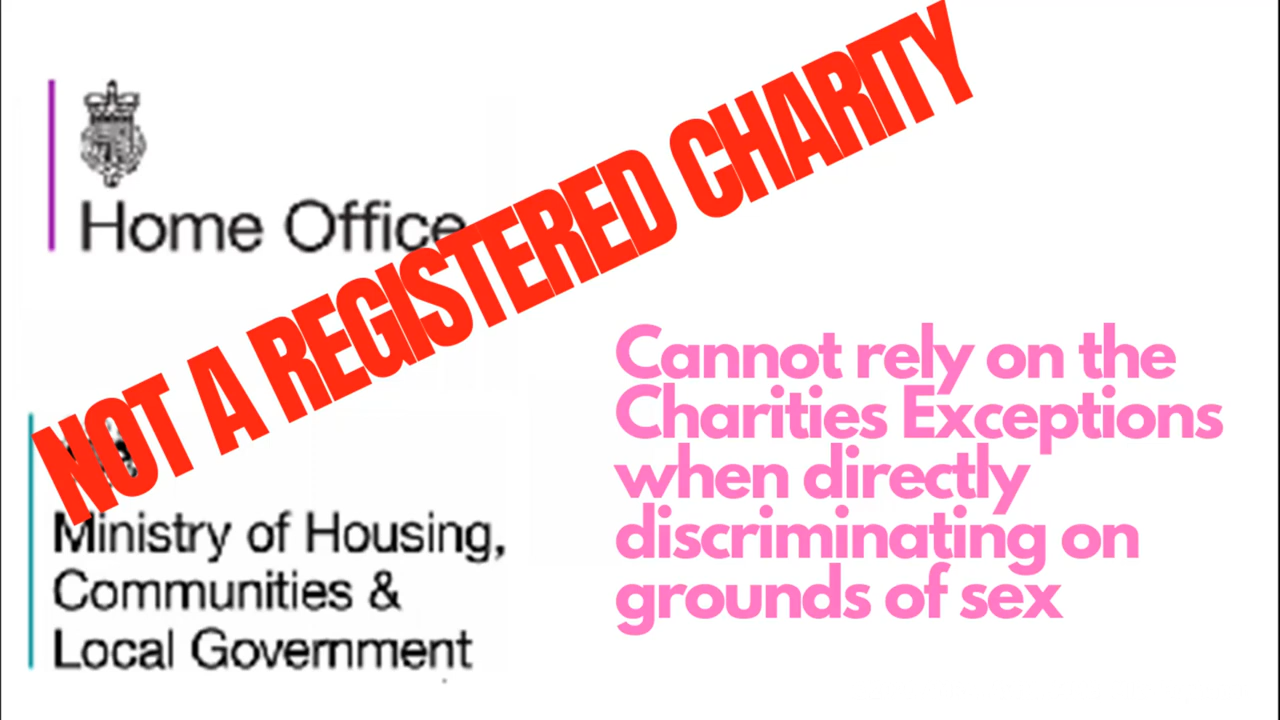 Home Office
NOT A REGISTERED CHARITY
Ministry of Housing,
Communities &
Local Government
Cannot rely on the
Charities Exceptions
when directly
discriminating on
grounds of sex